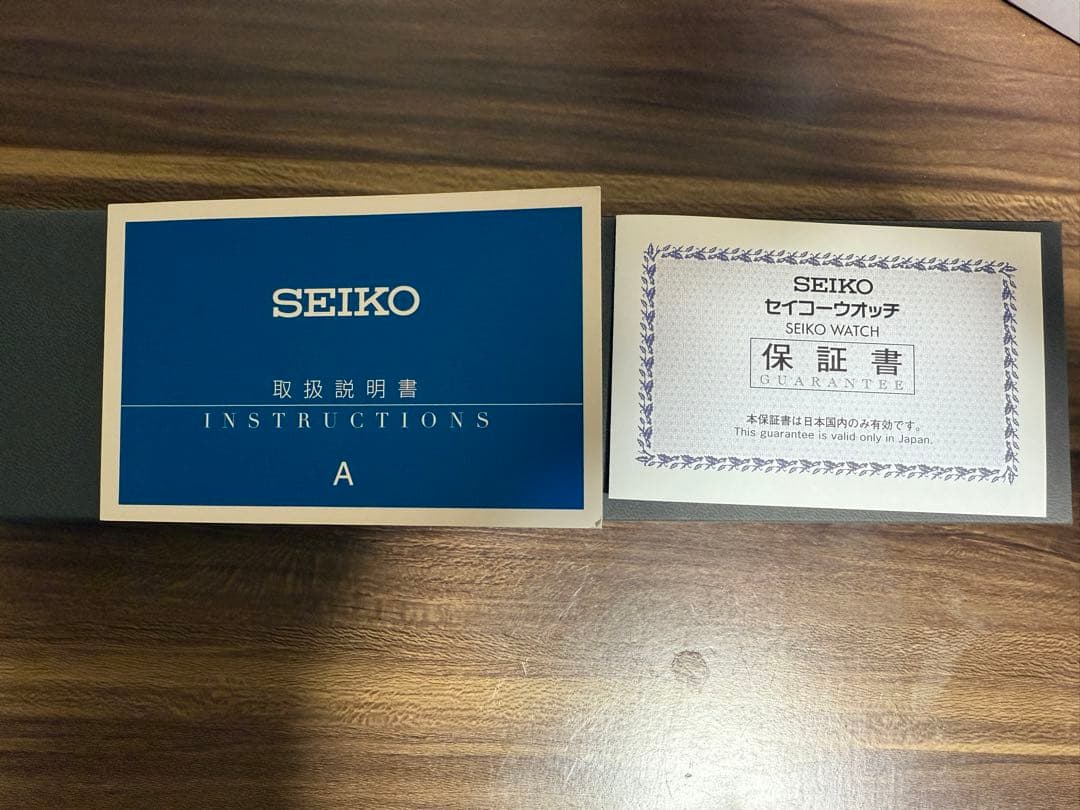 SEIKO
取扱説明書
INSTRUCTIONS
A
SEIKO
セイコーウオッチ
SEIKO WATCH
保証書
GUARANTEE
本保証書は日本国内のみ有効です。
This guarantee is valid only in Japan.